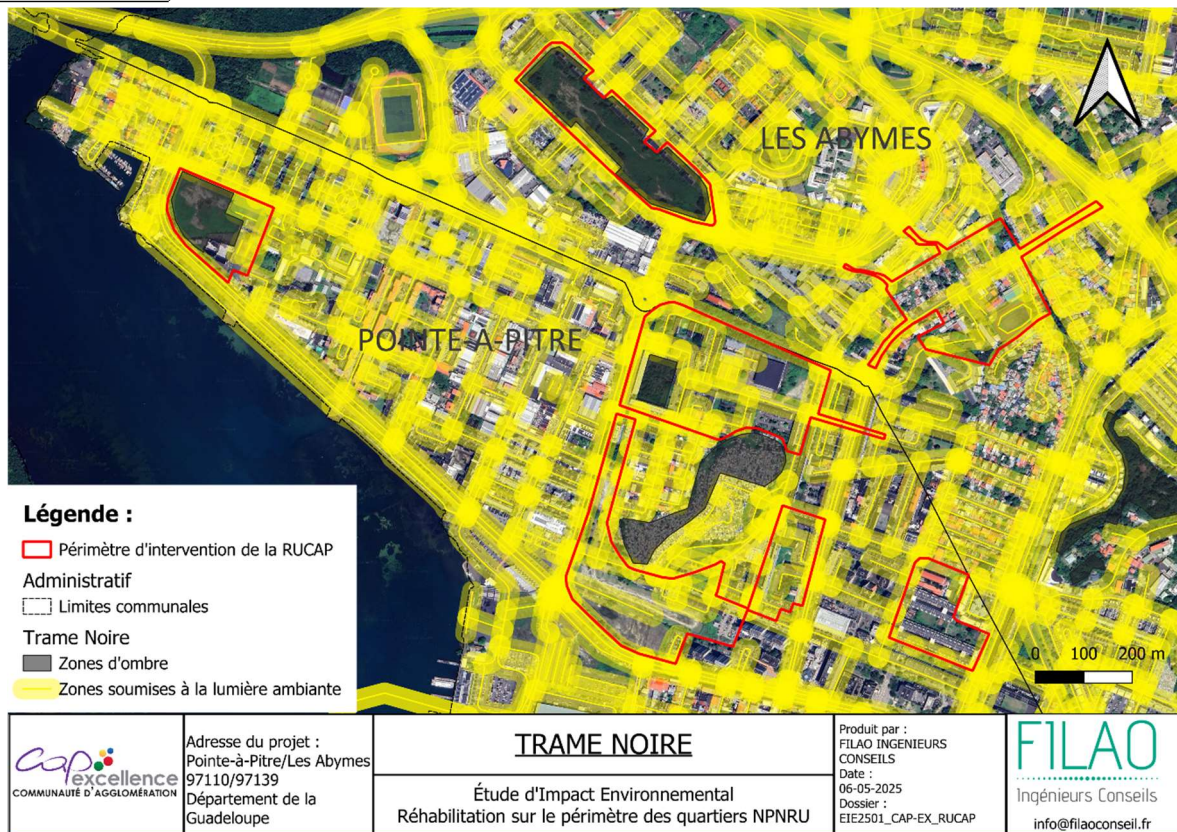 LES ABYMES
POINTE-A-PITRE
Légende :
Périmètre d'intervention de la RUCAP
Administratif
Limites communales
Trame Noire
Zones d'ombre
Zones soumises à la lumière ambiante
0 100 200 m
Cap excellence
COMMUNAUTÉ D'AGGLOMÉRATION
Adresse du projet :
Pointe-à-Pitre/Les Abymes
97110/97139
Département de la
Guadeloupe
TRAME NOIRE
Étude d'Impact Environnemental
Réhabilitation sur le périmètre des quartiers NPNRU
Produit par :
FILAO INGENIEURS
CONSEILS
Date :
06-05-2025
Dossier :
EIE2501_CAP-EX_RUCAP
FILAO
Ingénieurs Conseils
info@filaoconseil.fr